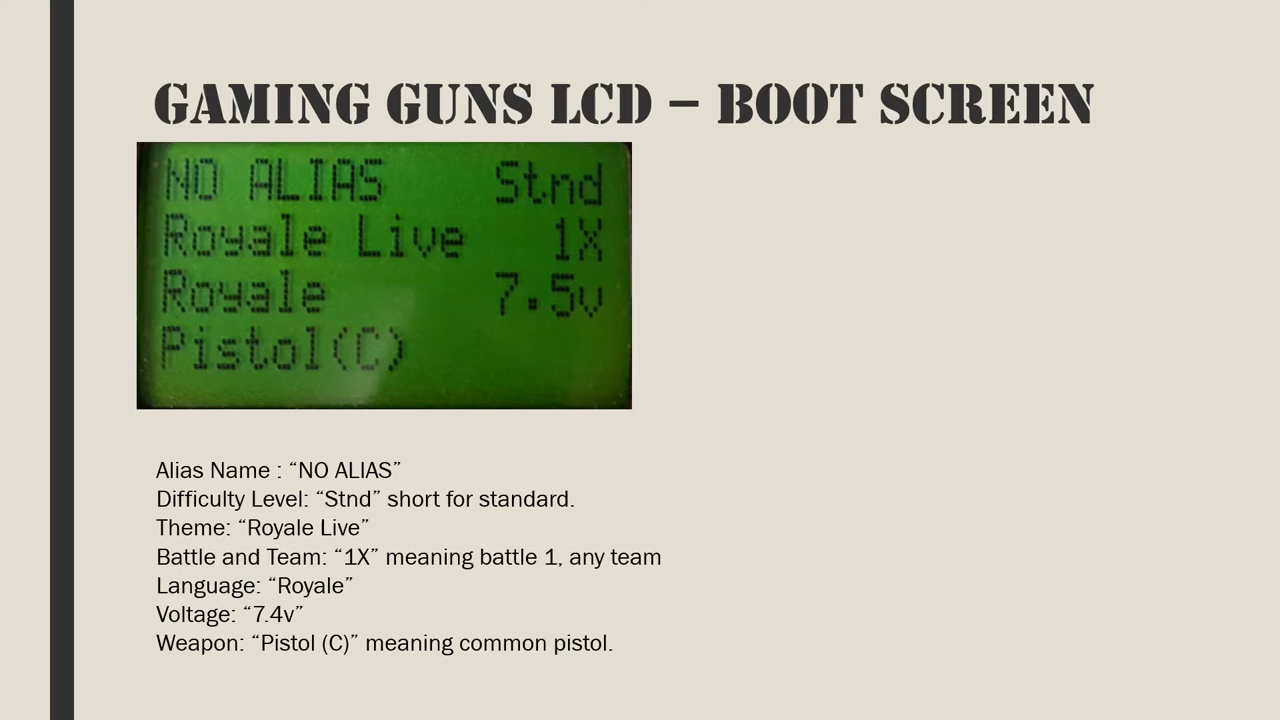 GAMING GUNS LCD – BOOT SCREEN
NO ALIAS Stnd
Royale Live 1X
Royale 7.5v
Pistol(C)
Alias Name : “NO ALIAS”
Difficulty Level: “Stnd” short for standard.
Theme: “Royale Live”
Battle and Team: “1X” meaning battle 1, any team
Language: “Royale”
Voltage: “7.4v”
Weapon: “Pistol (C)” meaning common pistol.